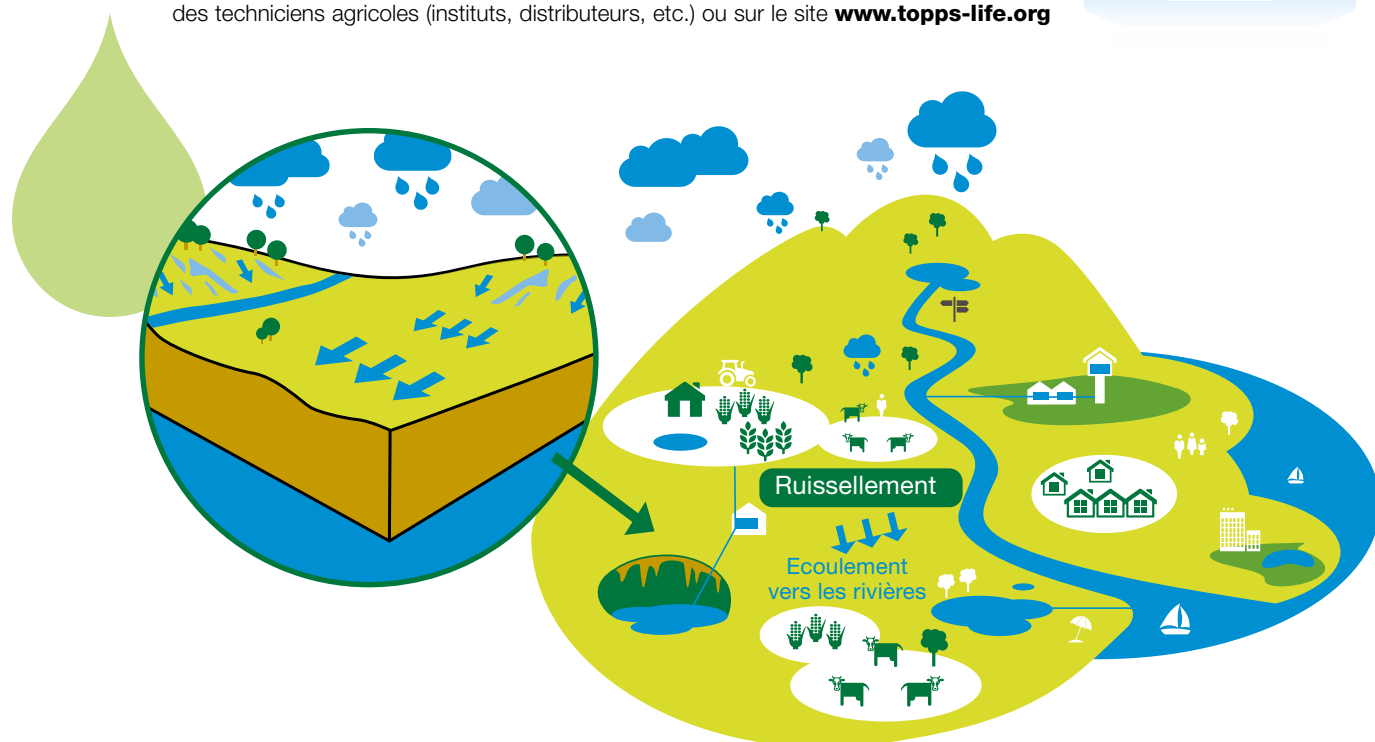 des techniciens agricoles (instituts, distributeurs, etc.) ou sur le site www.topps-life.org
Ruissellement
Ecoulement
vers les rivières